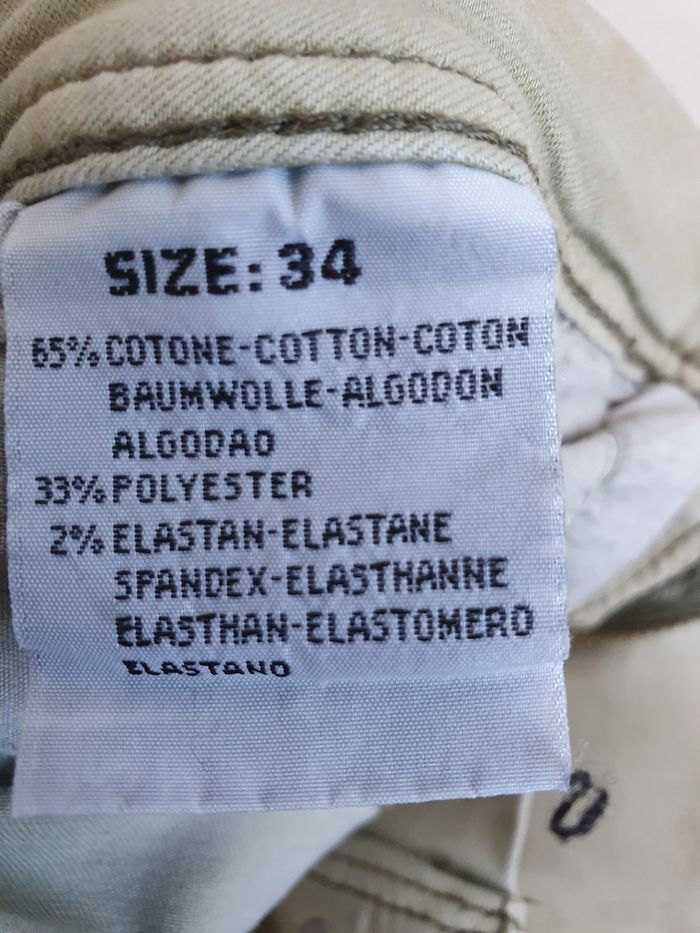 SIZE: 34
65% COTONE-COTTON-COTON
BAUMWOLLE-ALGODON
ALGODAO
33% POLYESTER
2% ELASTAN-ELASTANE
SPANDEX-ELASTHANNE
ELASTHAN-ELASTOMERO
ELASTANO